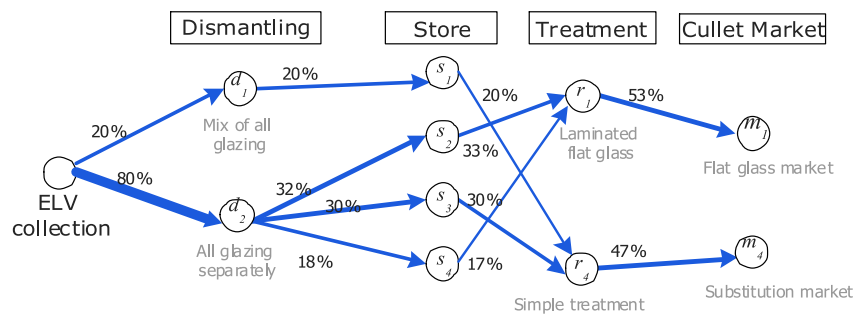 Dismantling
Store
Treatment
Cullet Market
d1
20%
s1
20%
r1
53%
m1
20%
Mix of all
glazing
s2
33%
Laminated
flat glass
Flat glass market
ELV
collection
80%
d2
32%
30%
s3
30%
All glazing
separately
18%
s4
17%
r4
47%
m4
Simple treatment
Substitution market